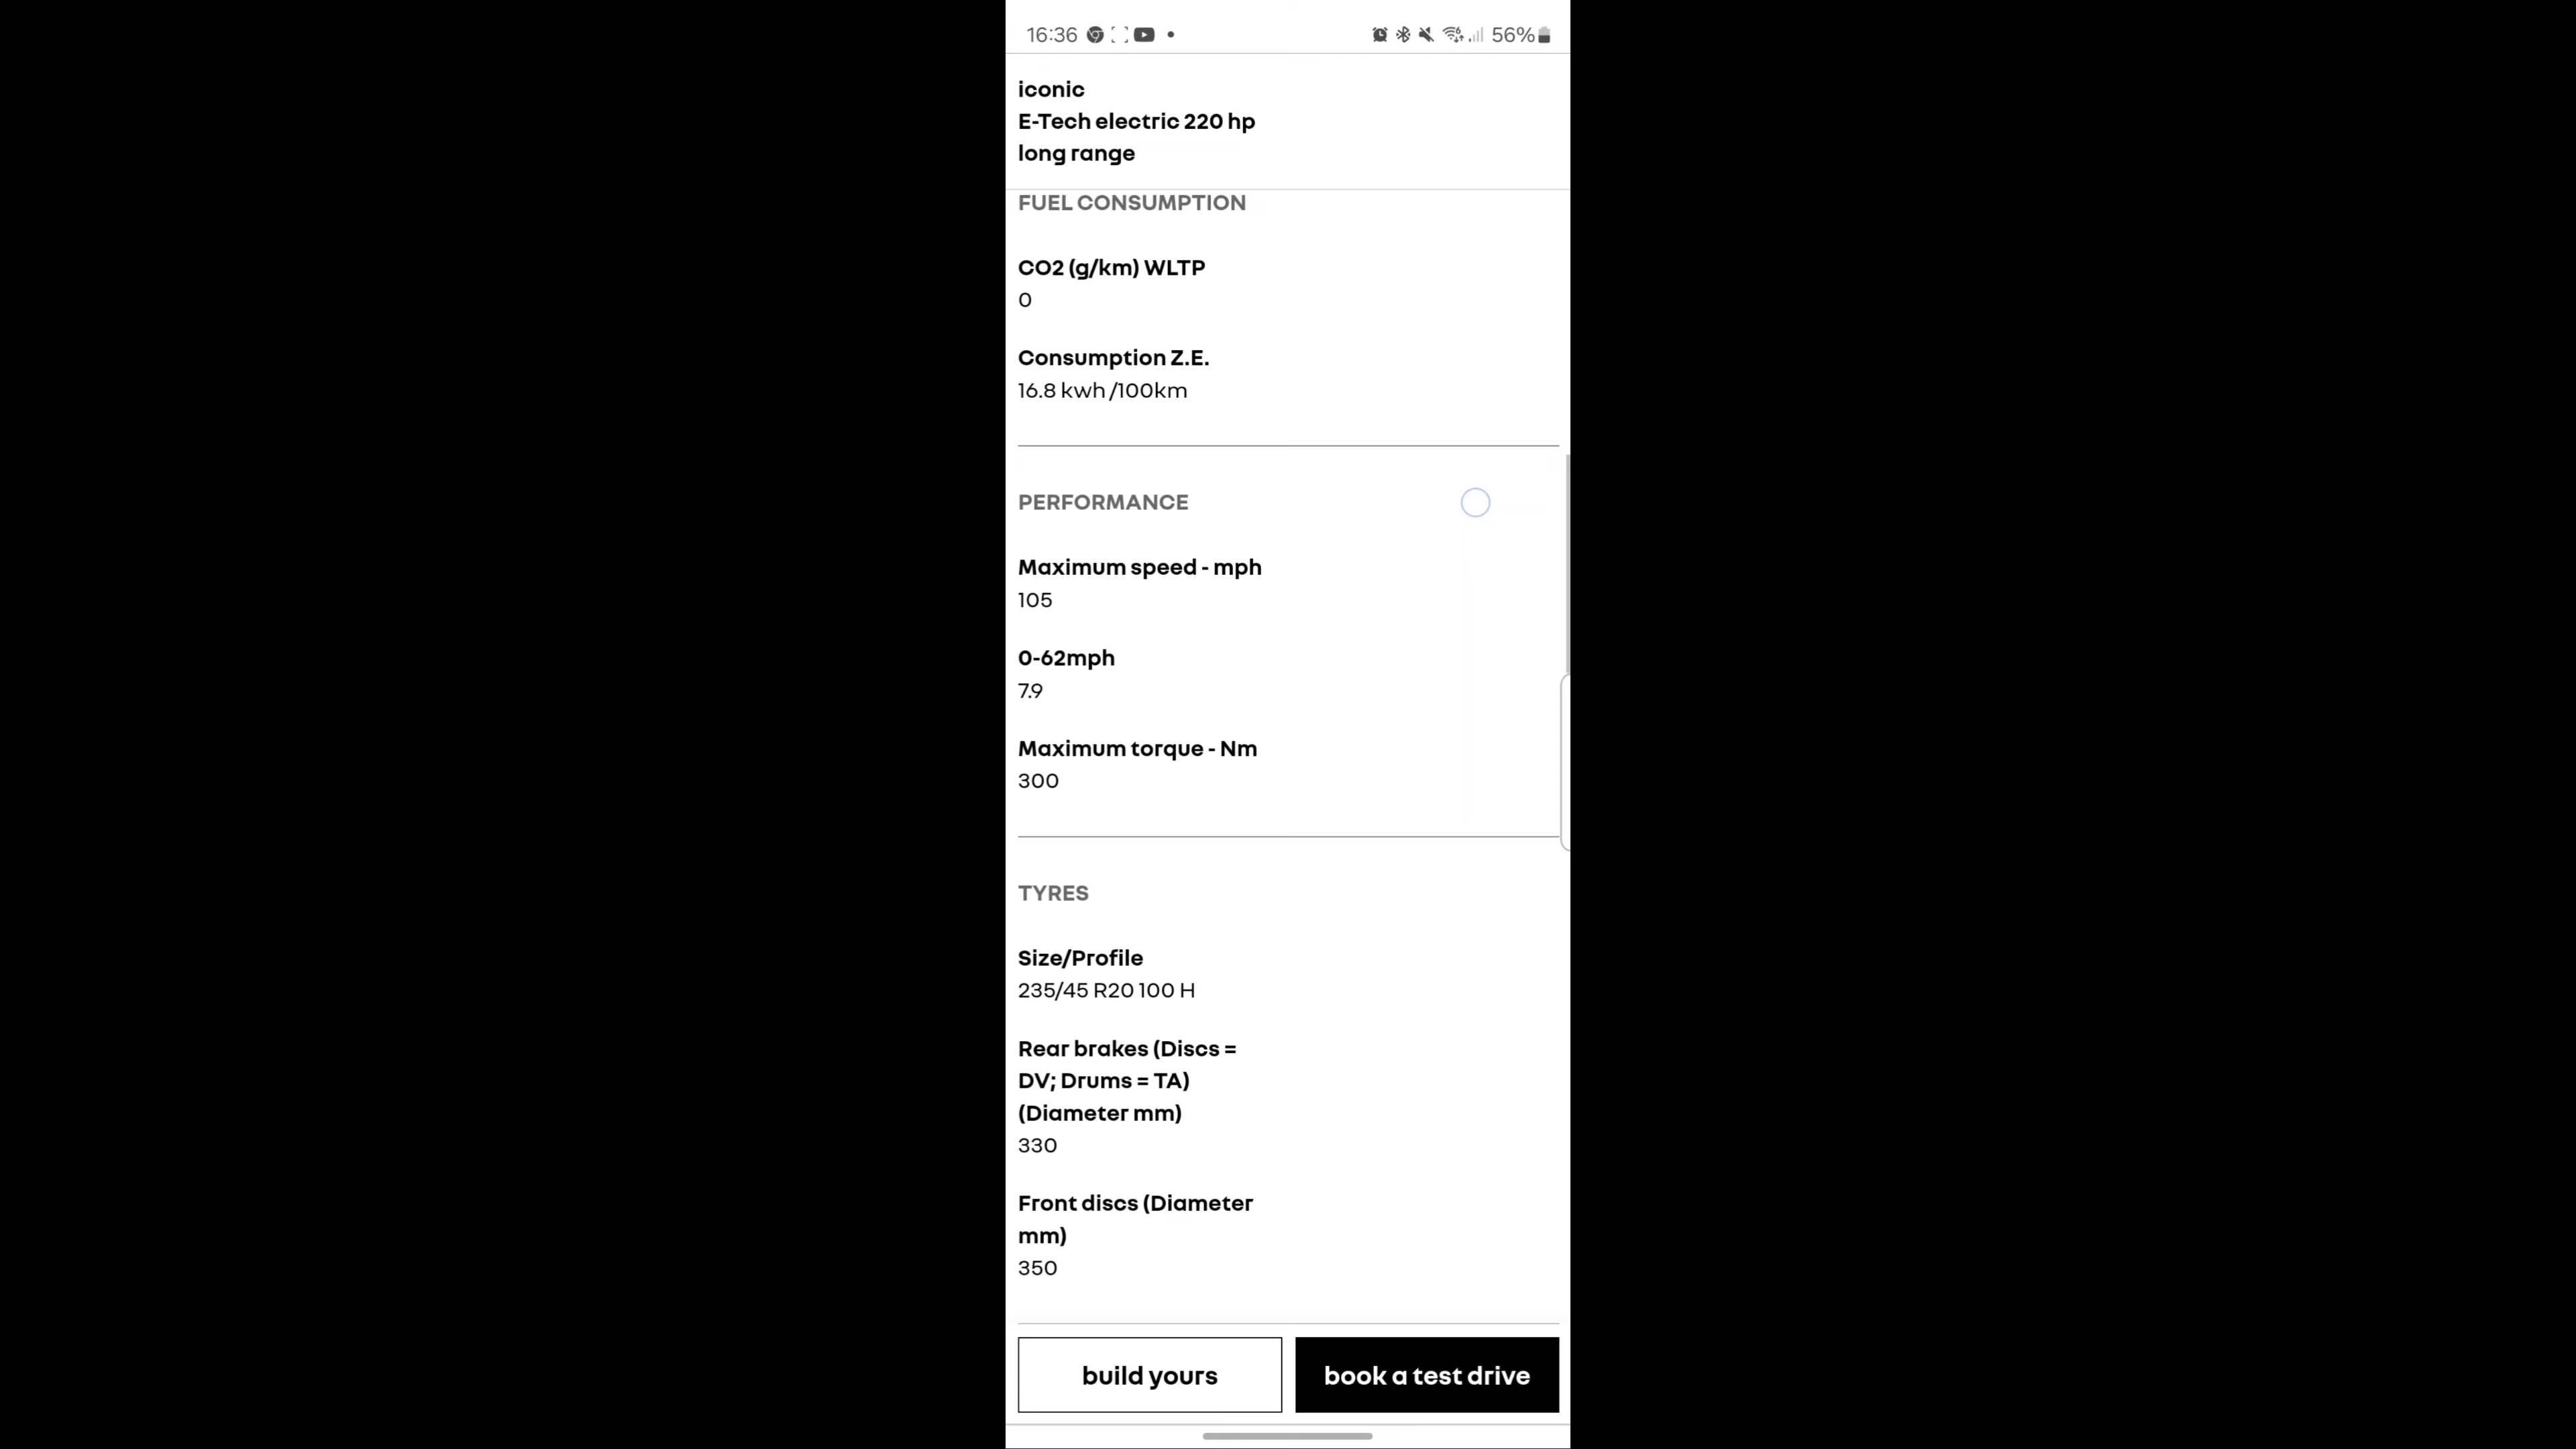 16:36
56%
iconic
E-Tech electric 220 hp
long range
FUEL CONSUMPTION
CO2 (g/km) WLTP
0
Consumption Z.E.
16.8 kwh /100km
PERFORMANCE
Maximum speed - mph
105
0-62mph
7.9
Maximum torque - Nm
300
TYRES
Size/Profile
235/45 R20 100 H
Rear brakes (Discs =
DV; Drums = TA)
(Diameter mm)
330
Front discs (Diameter
mm)
350
build yours
book a test drive